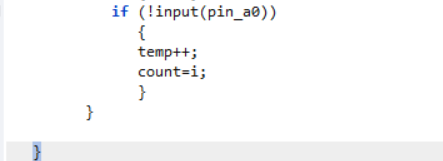 if (!input(pin_a0))
{
temp++;
count=i;
}
}
}